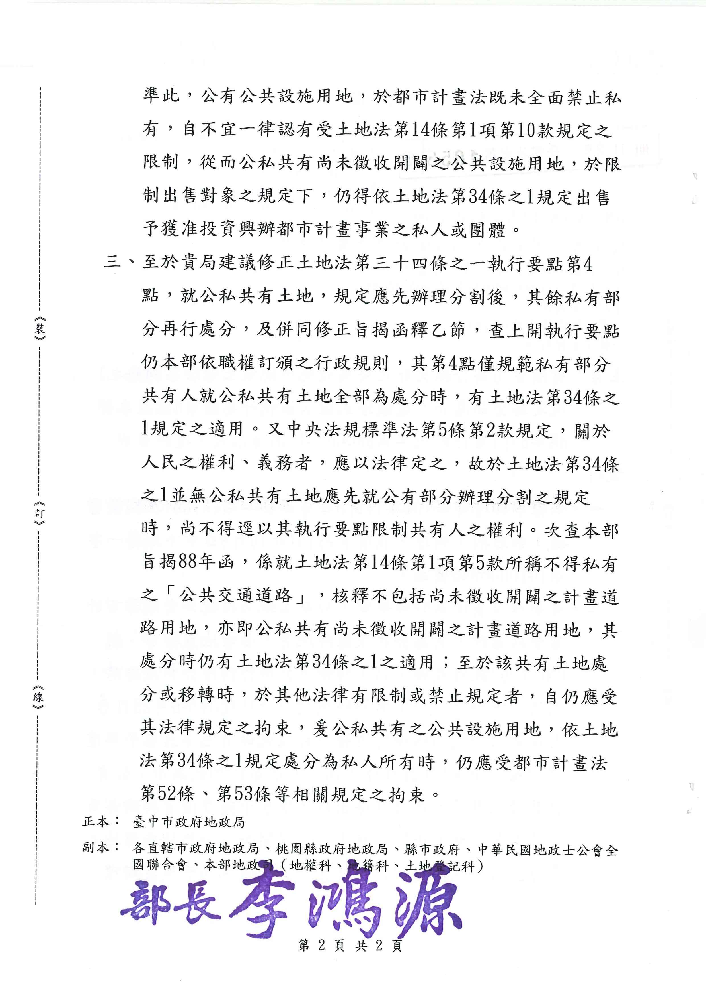 準此，公有公共設施用地，於都市計畫法既未全面禁止私
有，自不宜一律認有受土地法第14條第1項第10款規定之
限制，從而公私共有尚未徵收開闢之公共設施用地，於限
制出售對象之規定下，仍得依土地法第34條之1規定出售
予獲准投資興辦都市計畫事業之私人或團體。
三、至於貴局建議修正土地法第三十四條之一執行要點第4
點，就公私共有土地，規定應先辦理分割後，其餘私有部
分再行處分，及併同修正旨揭函釋乙節，查上開執行要點
仍本部依職權訂頒之行政規則，其第4點僅規範私有部分
共有人就公私共有土地全部為處分時，有土地法第34條之
1規定之適用。又中央法規標準法第5條第2款規定，關於
人民之權利、義務者，應以法律定之，故於土地法第34條
之1並無公私共有土地應先就公有部分辦理分割之規定
時，尚不得逕以其執行要點限制共有人之權利。次查本部
旨揭88年函，係就土地法第14條第1項第5款所稱不得私有
之「公共交通道路」，核釋不包括尚未徵收開闢之計畫道
路用地，亦即公私共有尚未徵收開闢之計畫道路用地，其
處分時仍有土地法第34條之1之適用；至於該共有土地處
分或移轉時，於其他法律有限制或禁止規定者，自仍應受
其法律規定之拘束，爰公私共有之公共設施用地，依土地
法第34條之1規定處分為私人所有時，仍應受都市計畫法
第52條、第53條等相關規定之拘束。
正本：臺中市政府地政局
副本：各直轄市政府地政局、桃園縣政府地政局、縣市政府、中華民國地政士公會全
國聯合會、本部地政司（地權科、地籍科、土地登記科）
部長李鴻源
第 2 頁 共 2 頁
《裝》
《訂》
《線》